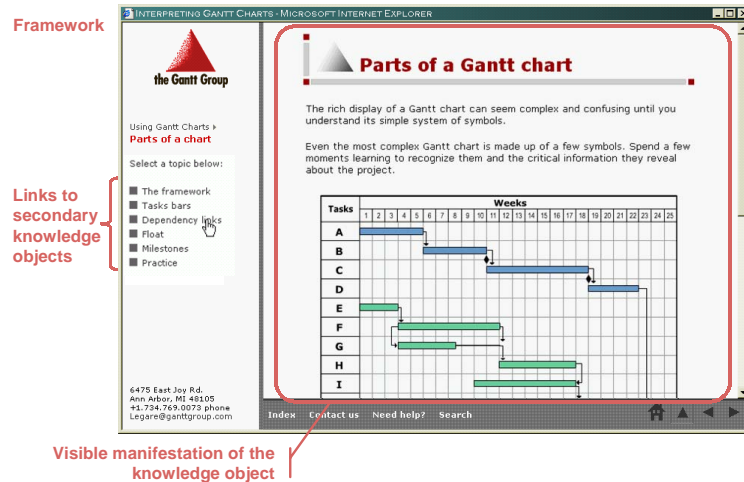 Framework
INTERPRETING GANTT CHARTS - MICROSOFT INTERNET EXPLORER
the Gantt Group
Using Gantt Charts
Parts of a chart
Select a topic below:
The framework
Tasks bars
Dependency links
Float
Milestones
Practice
Links to
secondary
knowledge
objects
6475 East Joy Rd.
Ann Arbor, MI 48105
+1.734.769.0073 phone
Legare@ganttgroup.com
Parts of a Gantt chart
The rich display of a Gantt chart can seem complex and confusing until you
understand its simple system of symbols.
Even the most complex Gantt chart is made up of a few symbols. Spend a few
moments learning to recognize them and the critical information they reveal
about the project.
Tasks Weeks
1 2 3 4 5 6 7 8 9 10 11 12 13 14 15 16 17 18 19 20 21 22 23 24 25
A
B
C
D
E
F
G
H
I
Index Contact us Need help? Search
Visible manifestation of the
knowledge object